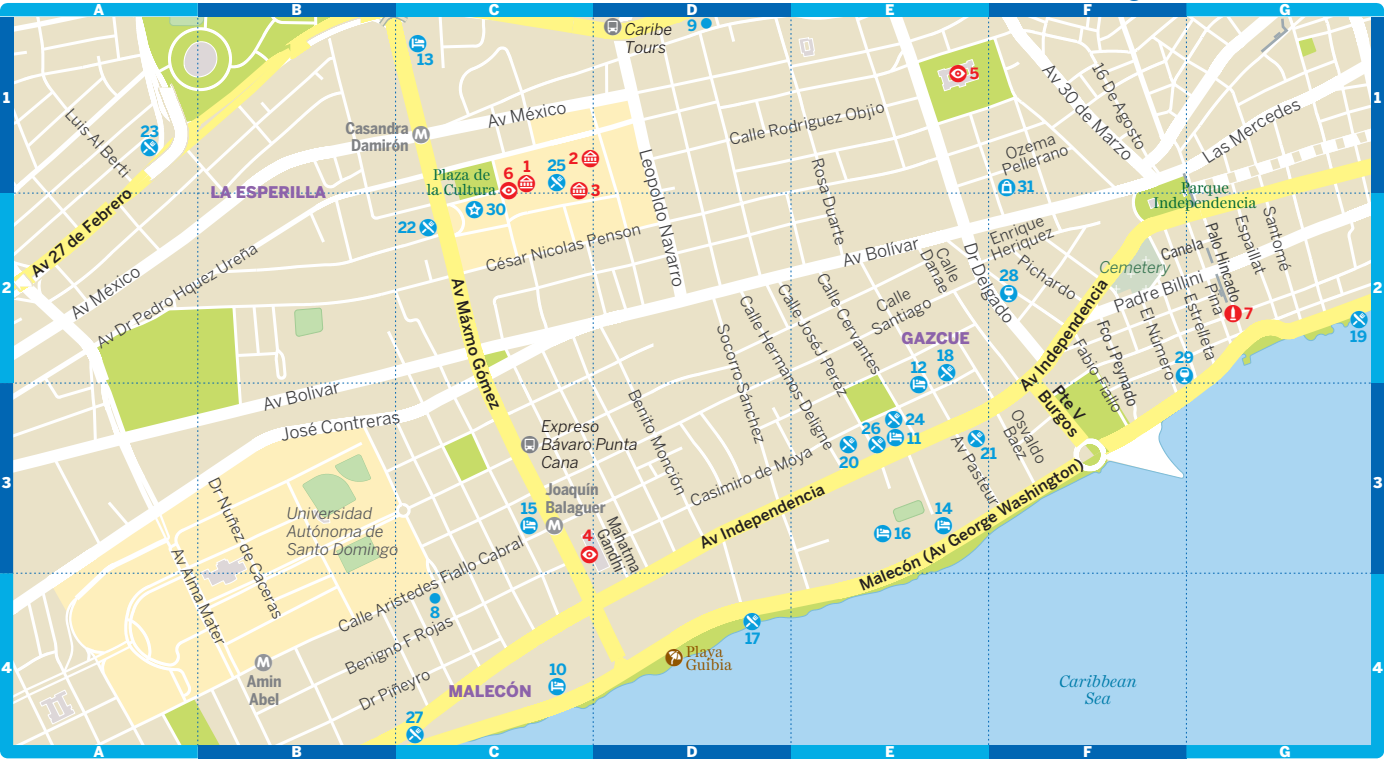 A B C D E F G
9
Caribe
Tours
13
5
1 1
Luis Al Berti
23
Av México
Casandra
Damirón
Calle Rodriguez Objio
Av 30 de Marzo
16 De Agosto
Las Mercedes
Ozema
Pellerano
2
25
1
6
3
Plaza de
la Cultura
LA ESPERILLA
31
Parque
Independencia
30
22
Leopoldo Navarro
Rosa Duarte
César Nicolas Penson
Av 27 de Febrero
Av México
Av Dr Pedro Hquez Ureña
Av Bolívar
Calle
Danae
Dr Delgado
Enrique
Heriquez
Pichardo
28
Cemetery
Canela
Palo Hincado
Espaillat
Santomé
Padre Billini
Pina
Estrelleta
El Número
7
19
29
2 2
Av Máxmo Gómez
Socorro Sánchez
Calle Hermanos Deligne
Calle JoséJ Peréz
Calle Cervantes
Calle
Santiago
GAZCUE
18
12
Av Independencia
Fco J Peynado
Fabio Fiallo
Pte V
Burgos
Av Bolivar
José Contreras
Expreso
Bávaro Punta
Cana
Benito Monción
Casimiro de Moya
24
26
11
20
21
Osvaldo
Baez
Av Pasteur
3 3
Dr Nuñez de Caceras
Universidad
Autónoma de
Santo Domingo
Joaquín
Balaguer
15
4
Mahatma
Gandhi
Av Independencia
16
14
Malecón (Av George Washington)
Av Alma Mater
Calle Aristedes Fiallo Cabral
8
Benigno F Rojas
17
Playa
Guibia
Amin
Abel
Dr Piñeyro
MALECÓN
10
27
Caribbean
Sea
4 4
A B C D E F G